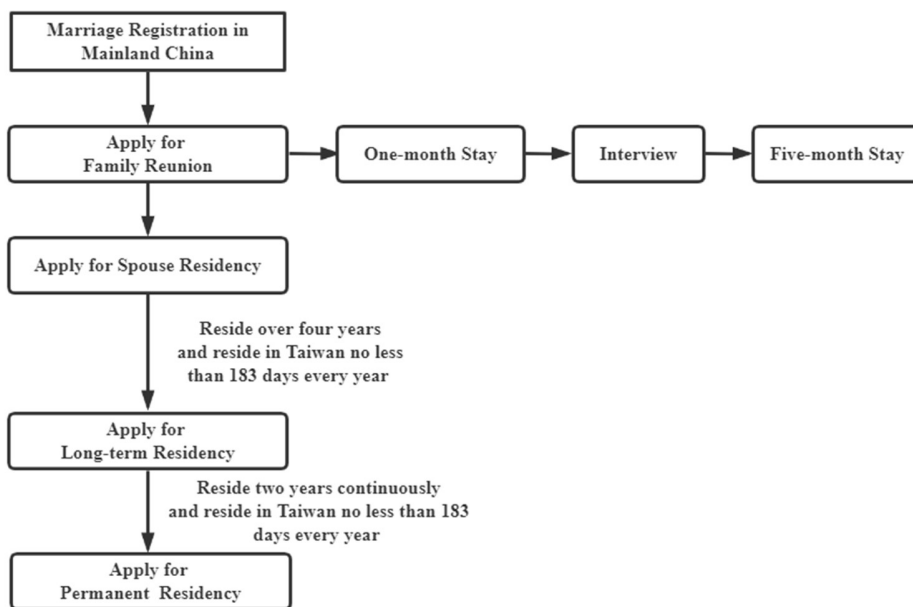 Marriage Registration in
Mainland China
Apply for
Family Reunion
One-month Stay
Interview
Five-month Stay
Apply for Spouse Residency
Reside over four years
and reside in Taiwan no less
than 183 days every year
Apply for
Long-term Residency
Reside two years continuously
and reside in Taiwan no less than 183
days every year
Apply for
Permanent Residency